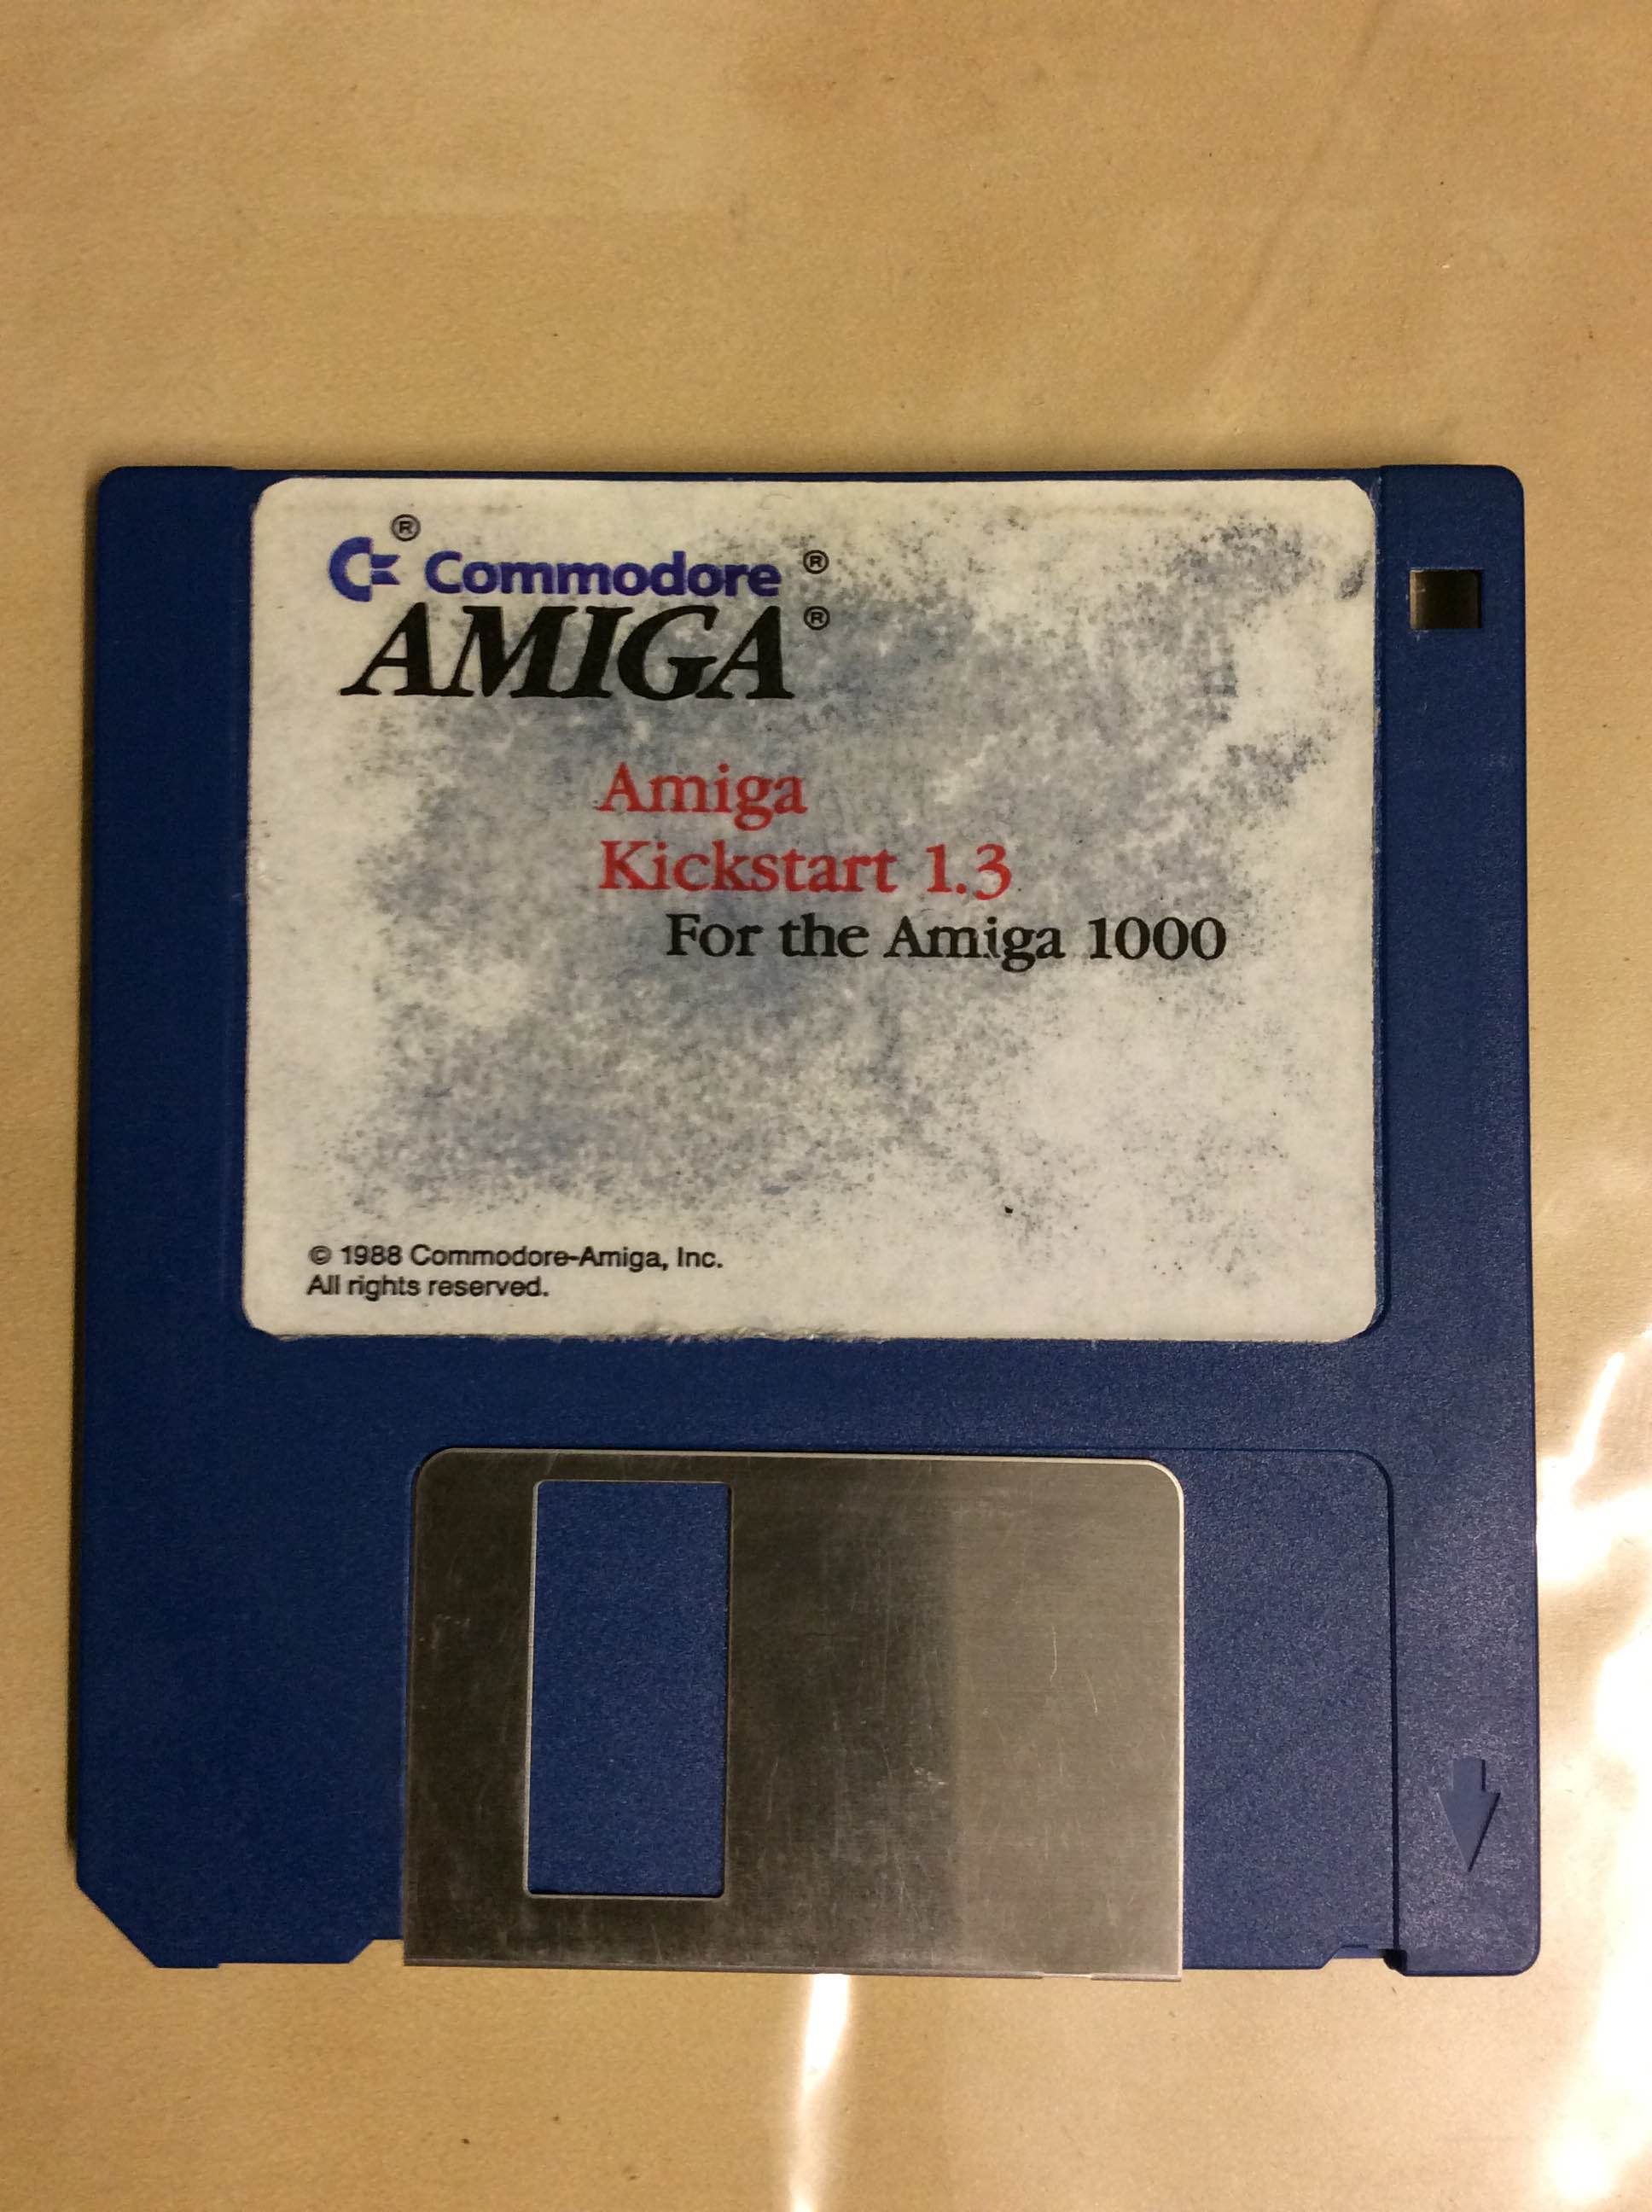 ® 
Commodore ®
AMIGA ®
Amiga
Kickstart 1.3
For the Amiga 1000
© 1988 Commodore-Amiga, Inc.
All rights reserved.